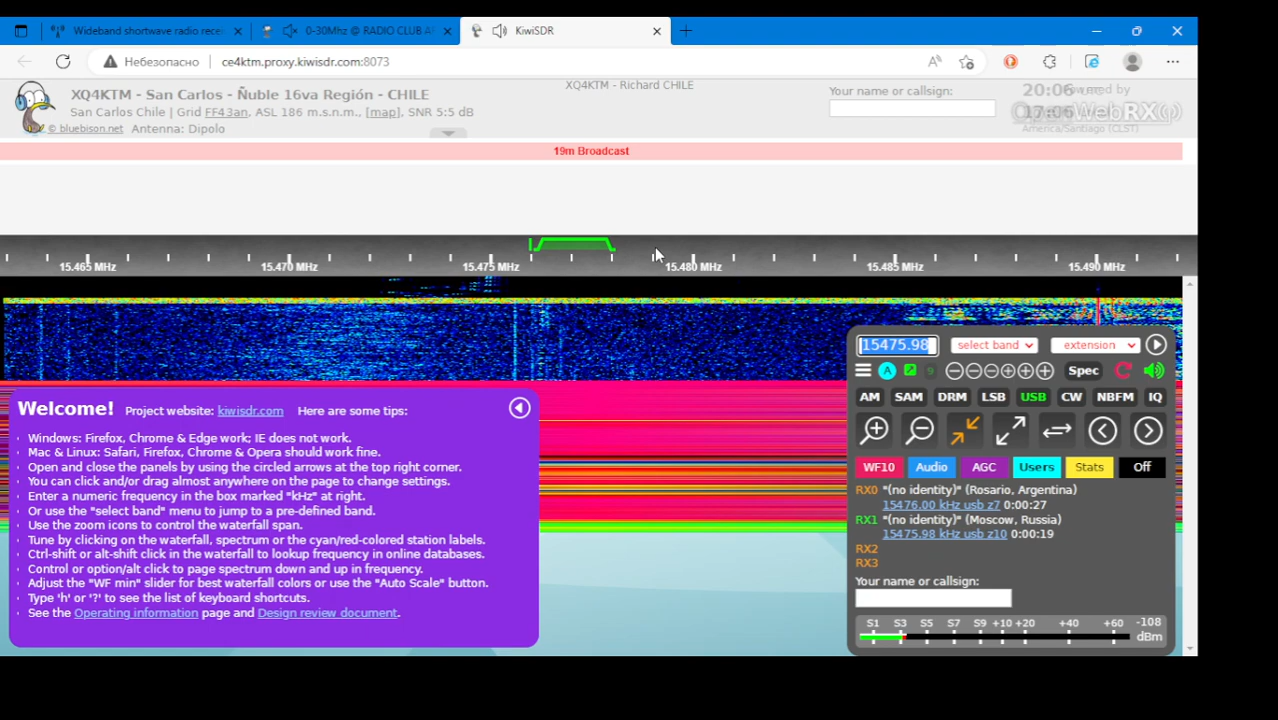 Wideband shortwave radio recei
0-30Mhz @ RADIO CLUB A
KiwiSDR
Небезопасно ce4ktm.proxy.kiwisdr.com:8073
XQ4KTM - San Carlos - Ñuble 16va Región - CHILE
San Carlos Chile | Grid FF43an, ASL 186 m.s.n.m., [map], SNR 5:5 dB
© bluebison.net Antenna: Dipolo
XQ4KTM - Richard CHILE
Your name or callsign:
20:06 powered by
17:06 OpenWebRX
America/Santiago (CLST)
19m Broadcast
15.465 MHz 15.470 MHz 15.475 MHz 15.480 MHz 15.485 MHz 15.490 MHz
Welcome! Project website: kiwisdr.com Here are some tips:
· Windows: Firefox, Chrome & Edge work; IE does not work.
· Mac & Linux: Safari, Firefox, Chrome & Opera should work fine.
· Open and close the panels by using the circled arrows at the top right corner.
· You can click and/or drag almost anywhere on the page to change settings.
· Enter a numeric frequency in the box marked "kHz" at right.
· Or use the "select band" menu to jump to a pre-defined band.
· Use the zoom icons to control the waterfall span.
· Tune by clicking on the waterfall, spectrum or the cyan/red-colored station labels.
· Ctrl-shift or alt-shift click in the waterfall to lookup frequency in online databases.
· Control or option/alt click to page spectrum down and up in frequency.
· Adjust the "WF min" slider for best waterfall colors or use the "Auto Scale" button.
· Type 'h' or '?' to see the list of keyboard shortcuts.
· See the Operating information page and Design review document.
15475.98 select band extension
A 9 Spec
AM SAM DRM LSB USB CW NBFM IQ
WF10 Audio AGC Users Stats Off
RX0 "(no identity)" (Rosario, Argentina)
15476.00 kHz usb z7 0:00:27
RX1 "(no identity)" (Moscow, Russia)
15475.98 kHz usb z10 0:00:19
RX2
RX3
Your name or callsign:
S1 S3 S5 S7 S9 +10 +20 +40 +60 -108
dBm